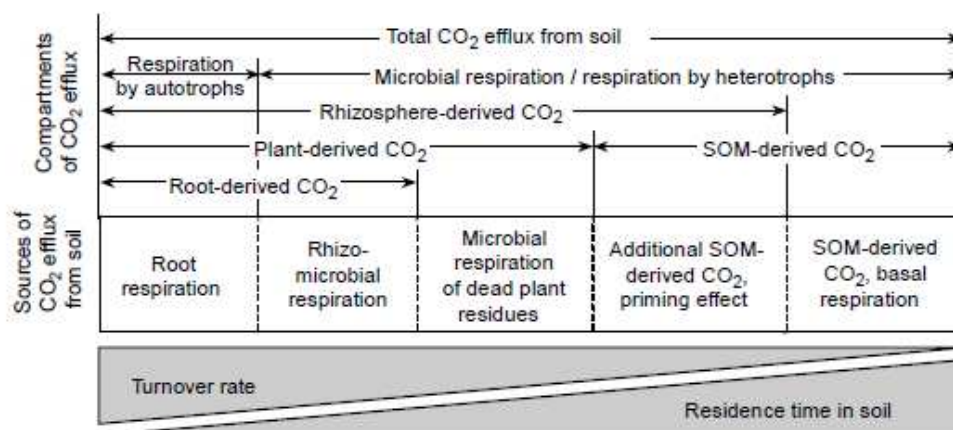 Compartments
of CO2 efflux
Total CO2 efflux from soil
Respiration
by autotrophs
Microbial respiration / respiration by heterotrophs
Rhizosphere-derived CO2
Plant-derived CO2
SOM-derived CO2
Root-derived CO2
Sources of
CO2 efflux
from soil
Root
respiration
Rhizo-
microbial
respiration
Microbial
respiration
of dead plant
residues
Additional SOM-
derived CO2,
priming effect
SOM-derived
CO2, basal
respiration
Turnover rate
Residence time in soil